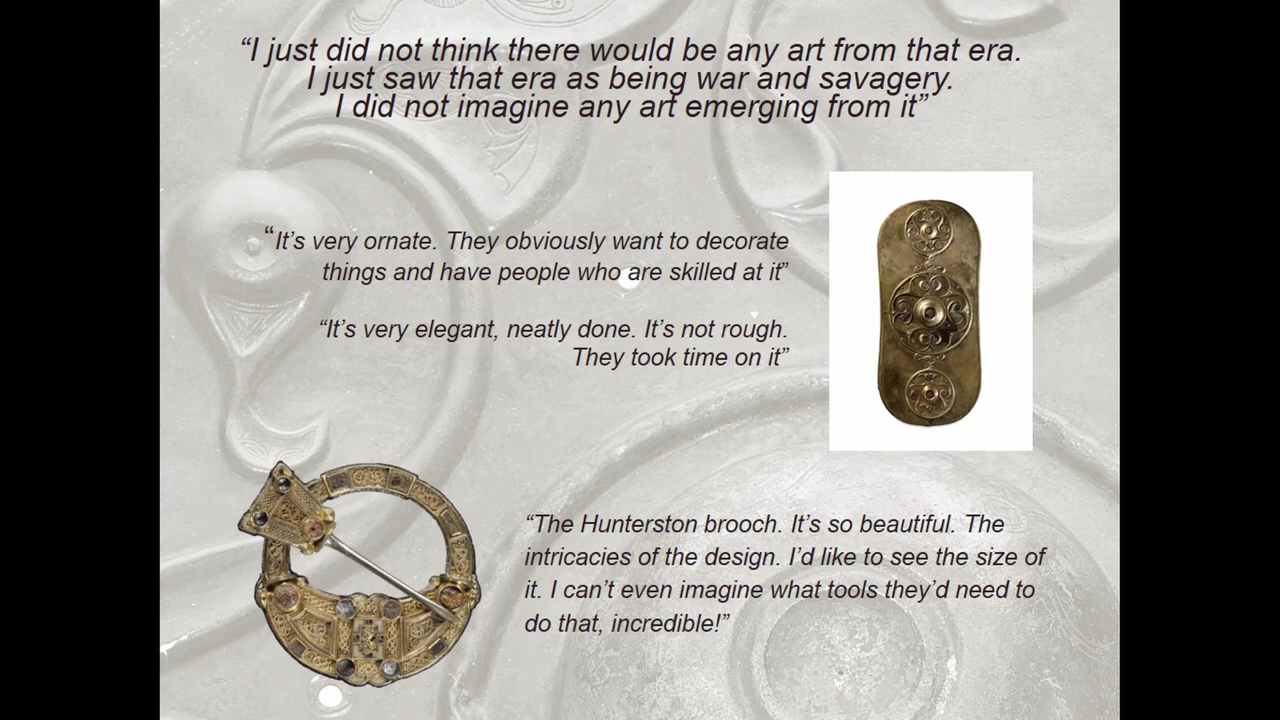 “I just did not think there would be any art from that era.
I just saw that era as being war and savagery.
I did not imagine any art emerging from it”
“It’s very ornate. They obviously want to decorate
things and have people who are skilled at it”
“It’s very elegant, neatly done. It’s not rough.
They took time on it”
“The Hunterston brooch. It’s so beautiful. The
intricacies of the design. I’d like to see the size of
it. I can’t even imagine what tools they’d need to
do that, incredible!”